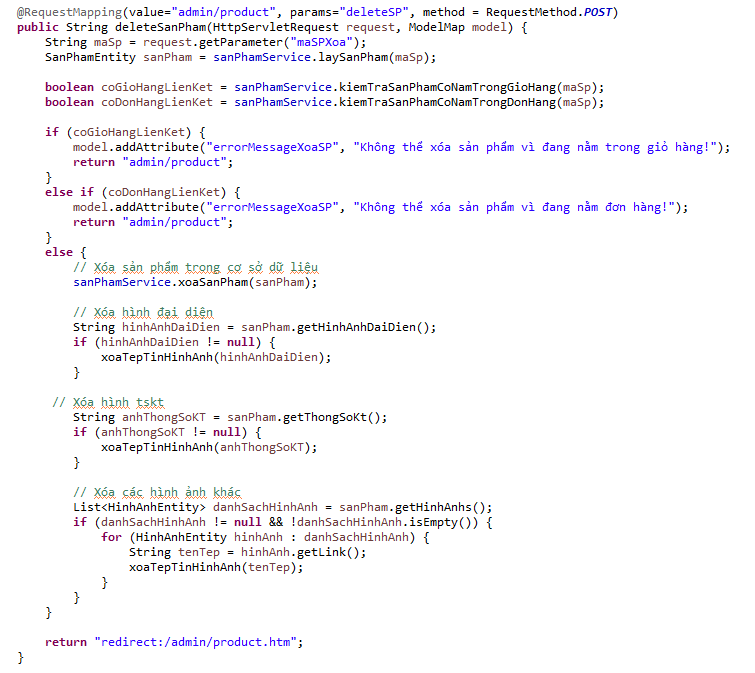 @RequestMapping(value="admin/product", params="deleteSP", method = RequestMethod.POST)
public String deleteSanPham(HttpServletRequest request, ModelMap model) {
    String maSp = request.getParameter("maSPXoa");
    SanPhamEntity sanPham = sanPhamService.laySanPham(maSp);

    boolean coGioHangLienKet = sanPhamService.kiemTraSanPhamCoNamTrongGioHang(maSp);
    boolean coDonHangLienKet = sanPhamService.kiemTraSanPhamCoNamTrongDonHang(maSp);

    if (coGioHangLienKet) {
        model.addAttribute("errorMessageXoaSP", "Không thể xóa sản phẩm vì đang nằm trong giỏ hàng!");
        return "admin/product";
    }
    else if (coDonHangLienKet) {
        model.addAttribute("errorMessageXoaSP", "Không thể xóa sản phẩm vì đang nằm đơn hàng!");
        return "admin/product";
    }
    else {
        // Xóa sản phẩm trong cơ sở dữ liệu
        sanPhamService.xoaSanPham(sanPham);

        // Xóa hình đại diện
        String hinhAnhDaiDien = sanPham.getHinhAnhDaiDien();
        if (hinhAnhDaiDien != null) {
            xoaTepTinHinhAnh(hinhAnhDaiDien);
        }

     // Xóa hình tskt
        String anhThongSoKT = sanPham.getThongSoKt();
        if (anhThongSoKT != null) {
            xoaTepTinHinhAnh(anhThongSoKT);
        }

        // Xóa các hình ảnh khác
        List<HinhAnhEntity> danhSachHinhAnh = sanPham.getHinhAnhs();
        if (danhSachHinhAnh != null && !danhSachHinhAnh.isEmpty()) {
            for (HinhAnhEntity hinhAnh : danhSachHinhAnh) {
                String tenTep = hinhAnh.getLink();
                xoaTepTinHinhAnh(tenTep);
            }
        }
    }

    return "redirect:/admin/product.htm";
}